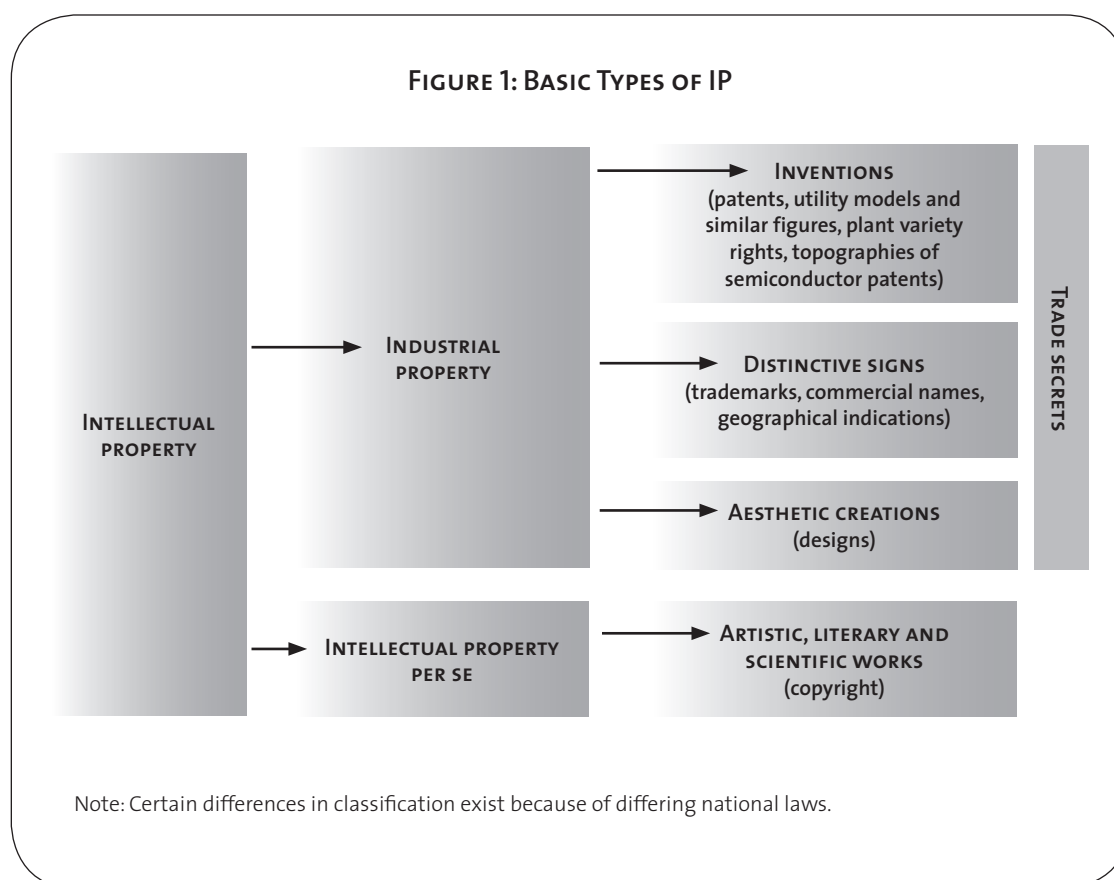 FIGURE 1: BASIC TYPES OF IP
INTELLECTUAL
PROPERTY
INDUSTRIAL
PROPERTY
INVENTIONS
(patents, utility models and
similar figures, plant variety
rights, topographies of
semiconductor patents)
DISTINCTIVE SIGNS
(trademarks, commercial names,
geographical indications)
AESTHETIC CREATIONS
(designs)
TRADE SECRETS
INTELLECTUAL PROPERTY
PER SE
ARTISTIC, LITERARY AND
SCIENTIFIC WORKS
(copyright)
Note: Certain differences in classification exist because of differing national laws.